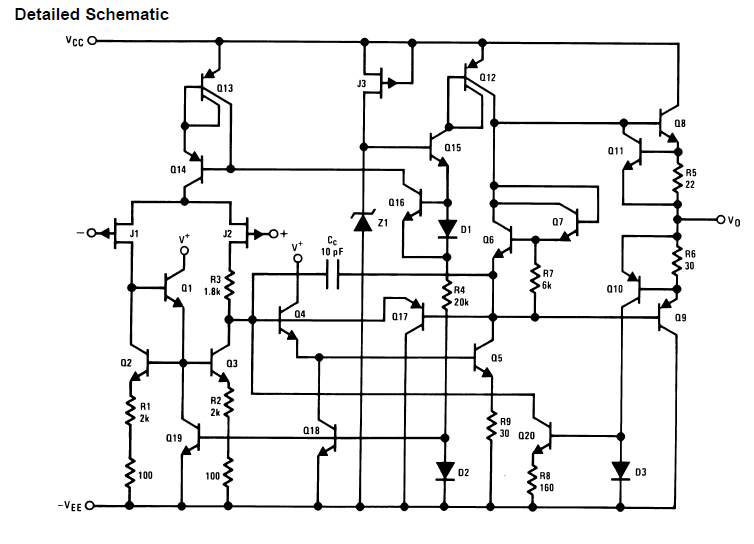 Detailed Schematic
VCC
Q13
J3
Q12
Q8
Q11
Q15
Q14
R5
22
Q16
Z1
D1
Q7
VO
J1
V+
J2
+
−
V+
CC
10 pF
Q6
R6
30
Q1
R3
1.8k
R7
6k
Q10
R4
20k
Q4
Q17
Q9
Q2
Q3
Q5
R1
2k
R2
2k
R9
30
Q19
Q18
Q20
100
100
D2
R8
160
D3
−VEE